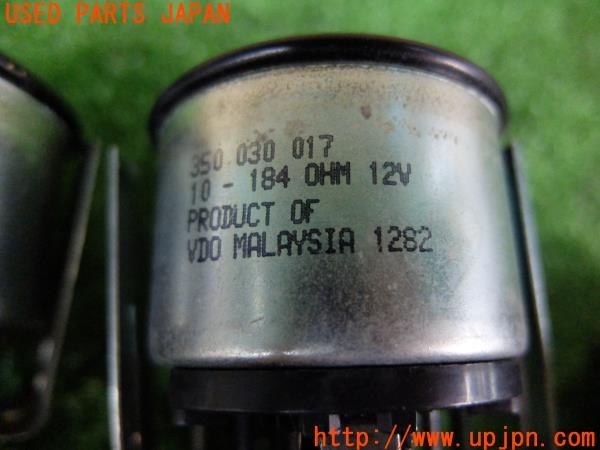 USED PARTS JAPAN
350 030 017
10 - 184 OHM 12V
PRODUCT OF
VDO MALAYSIA 1282
http://www.upjpn.com/